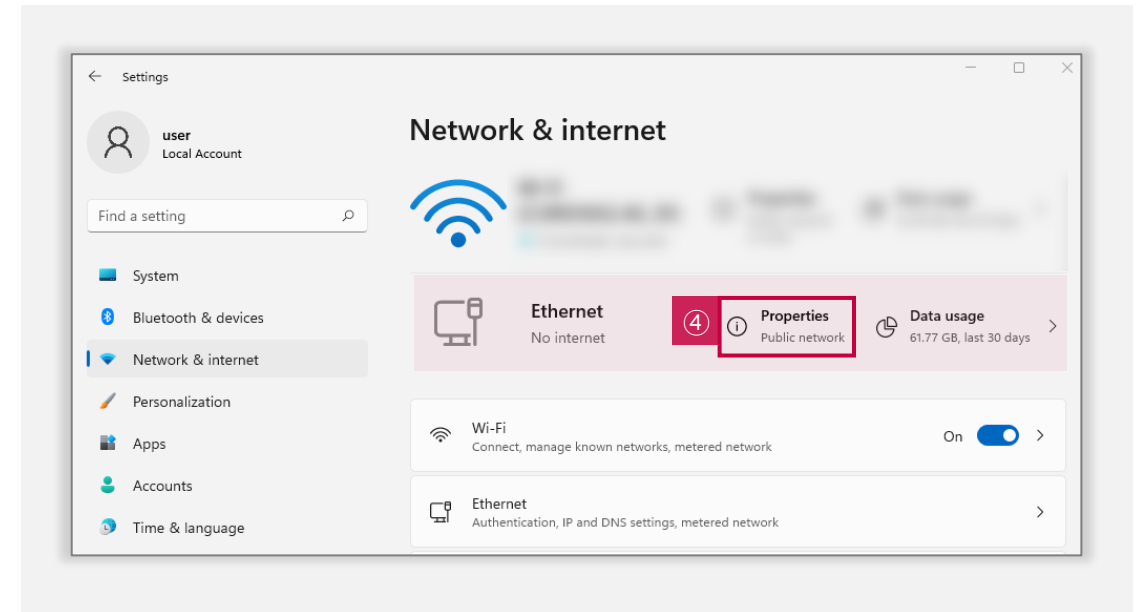 Settings
user
Local Account
Find a setting
System
Bluetooth & devices
Network & internet
Personalization
Apps
Accounts
Time & language
Network & internet
Ethernet
No internet
④
Properties
Public network
Data usage
61.77 GB, last 30 days
Wi-Fi
Connect, manage known networks, metered network
On
Ethernet
Authentication, IP and DNS settings, metered network